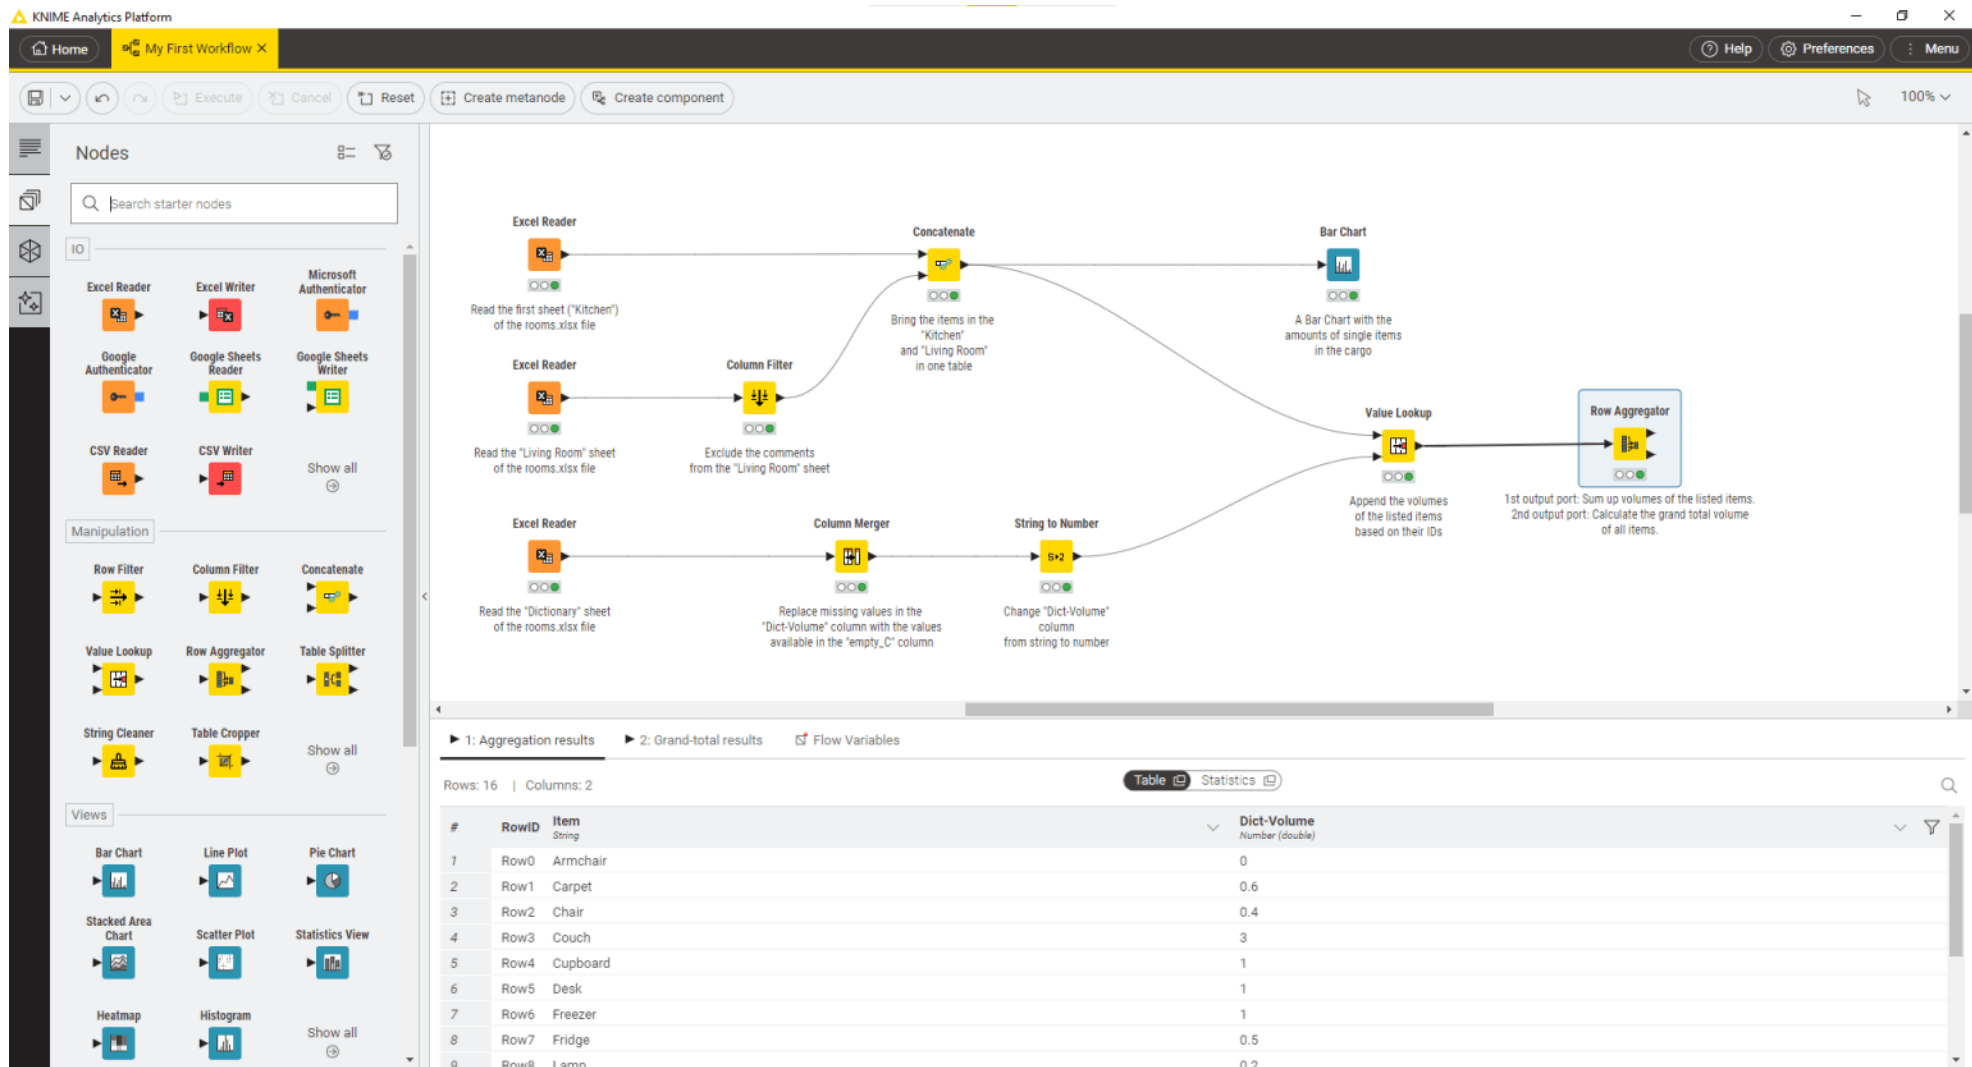 KNIME Analytics Platform
Home
My First Workflow
Help
Preferences
Menu
Execute
Cancel
Reset
Create metanode
Create component
100%
Nodes
Search starter nodes
IO
Excel Reader
Excel Writer
Microsoft
Authenticator
Google
Authenticator
Google Sheets
Reader
Google Sheets
Writer
CSV Reader
CSV Writer
Show all
Manipulation
Row Filter
Column Filter
Concatenate
Value Lookup
Row Aggregator
Table Splitter
String Cleaner
Table Cropper
Show all
Views
Bar Chart
Line Plot
Pie Chart
Stacked Area
Chart
Scatter Plot
Statistics View
Heatmap
Histogram
Show all
Excel Reader
Read the first sheet ("Kitchen")
of the rooms.xlsx file
Concatenate
Bring the items in the
"Kitchen"
and "Living Room"
in one table
Bar Chart
A Bar Chart with the
amounts of single items
in the cargo
Excel Reader
Read the "Living Room" sheet
of the rooms.xlsx file
Column Filter
Exclude the comments
from the "Living Room" sheet
Value Lookup
Append the volumes
of the listed items
based on their IDs
Row Aggregator
1st output port: Sum up volumes of the listed items.
2nd output port: Calculate the grand total volume
of all items.
Excel Reader
Read the "Dictionary" sheet
of the rooms.xlsx file
Column Merger
Replace missing values in the
"Dict-Volume" column with the values
available in the "empty_C" column
String to Number
S▸2
Change "Dict-Volume"
column
from string to number
1: Aggregation results
2: Grand-total results
Flow Variables
Rows: 16 | Columns: 2
Table
Statistics
# RowID Item Dict-Volume
String Number (double)
1 Row0 Armchair 0
2 Row1 Carpet 0.6
3 Row2 Chair 0.4
4 Row3 Couch 3
5 Row4 Cupboard 1
6 Row5 Desk 1
7 Row6 Freezer 1
8 Row7 Fridge 0.5
9 Row8 Lamp 0.2